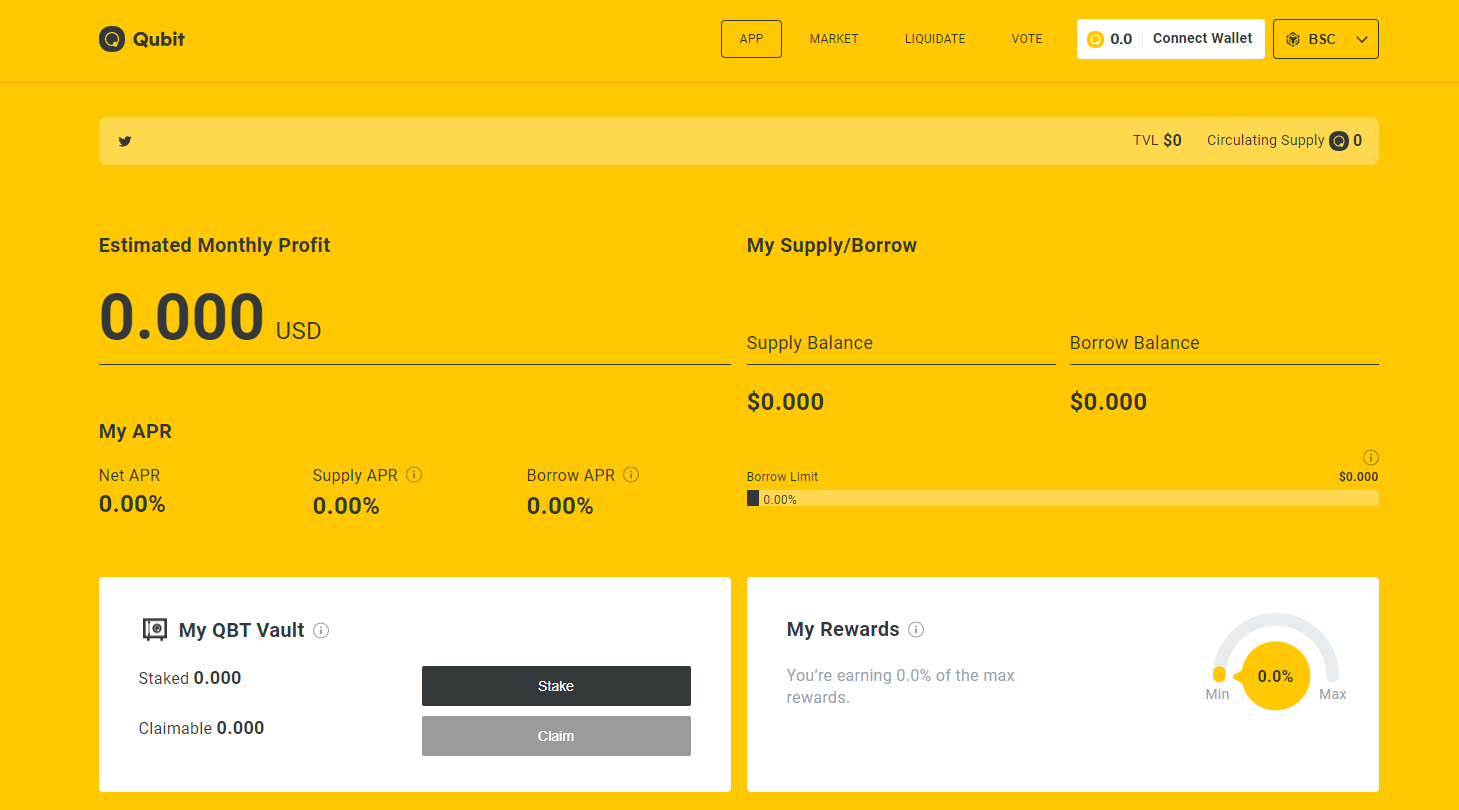 Qubit
APP MARKET LIQUIDATE VOTE 0.0 Connect Wallet BSC
TVL $0 Circulating Supply 0
Estimated Monthly Profit
0.000 USD
My APR
Net APR
0.00%
Supply APR
0.00%
Borrow APR
0.00%
My Supply/Borrow
Supply Balance
$0.000
Borrow Balance
$0.000
Borrow Limit $0.000
0.00%
My QBT Vault
Staked 0.000
Stake
Claimable 0.000
Claim
My Rewards
You’re earning 0.0% of the max
rewards.
0.0%
Min Max